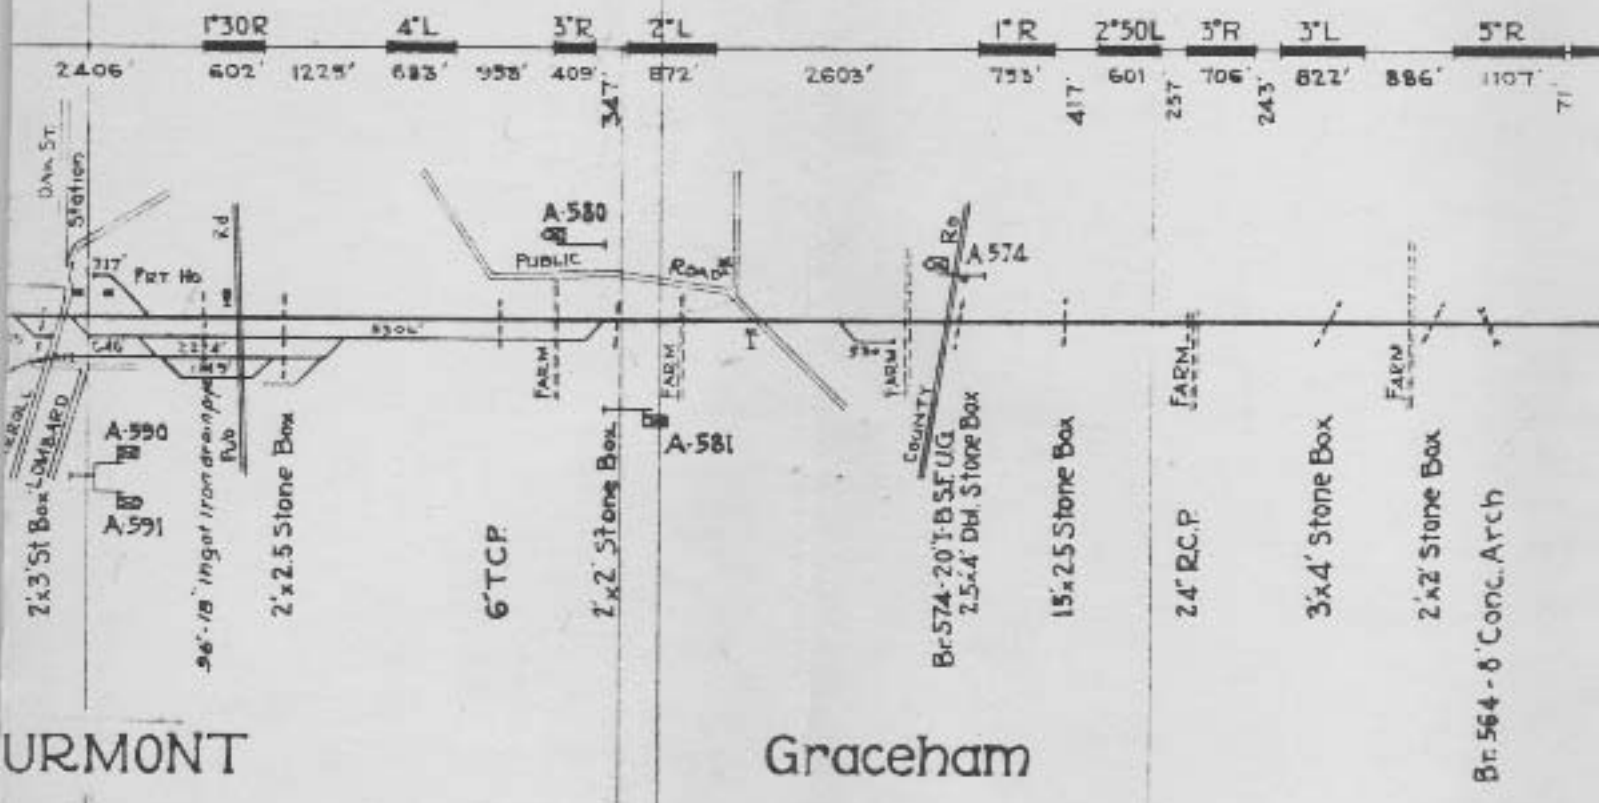 1°30R 4°L 3°R 2°L 1°R 2°50L 3°R 3°L 5°R
2406' 602' 1225' 683' 958' 409' 347' 872' 2603' 753' 417' 601 257' 706' 243' 822' 886' 1107' 71'
Station
717'
FRT Ho
Rd
A-580
PUBLIC
ROAD
Rd
A-574
Pub
FARM
FARM
FARM
COUNTY
FARM
FARM
LOMBARD
A-590
A-591
A-581
2'x3' St Box
96'-18" ingot iron drain pipe
2'x2.5 Stone Box
6" T.C.P.
2'x2' Stone Box
Br. 574-20' I-B.S.F.U.G.
2.5'x4' Dbl. Stone Box
1.5'x2.5 Stone Box
24" R.C.P.
3'x4' Stone Box
2'x2' Stone Box
Br. 564-8' Conc. Arch
URMONT
Graceham